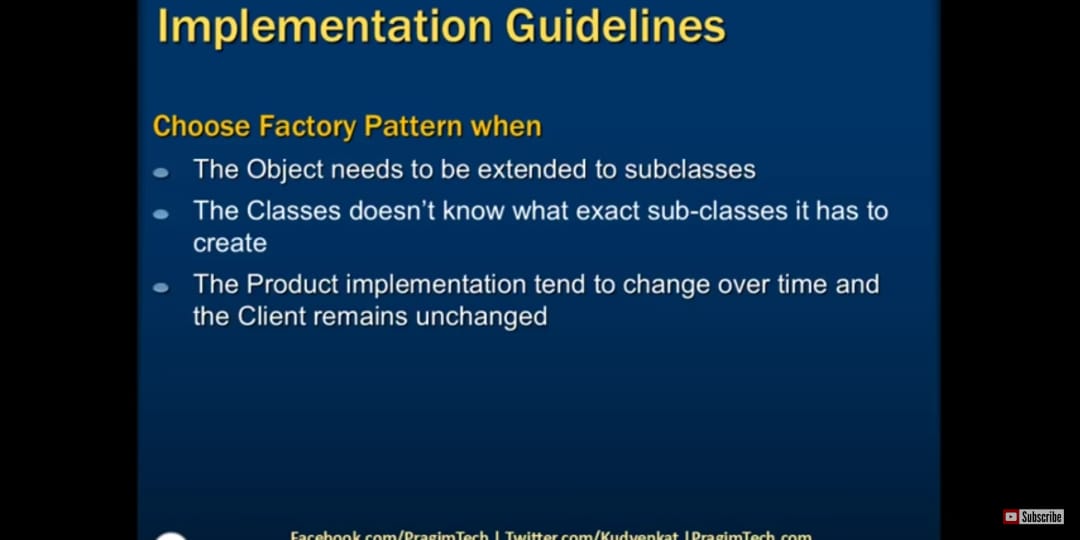 Implementation Guidelines
Choose Factory Pattern when
The Object needs to be extended to subclasses
The Classes doesn’t know what exact sub-classes it has to
create
The Product implementation tend to change over time and
the Client remains unchanged
Facebook.com/PragimTech | Twitter.com/Kudvenkat |PragimTech.com
Subscribe